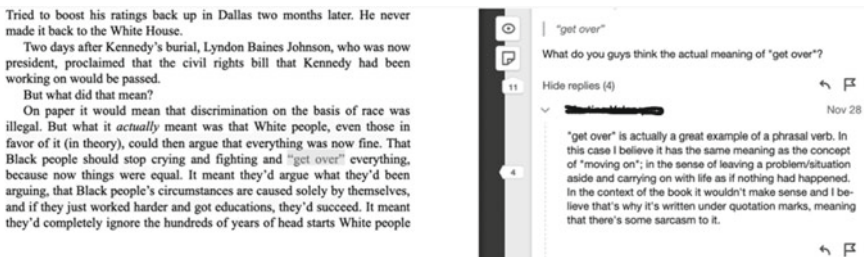 Tried to boost his ratings back up in Dallas two months later. He never
made it back to the White House.
Two days after Kennedy's burial, Lyndon Baines Johnson, who was now
president, proclaimed that the civil rights bill that Kennedy had been
working on would be passed.
But what did that mean?
On paper it would mean that discrimination on the basis of race was
illegal. But what it actually meant was that White people, even those in
favor of it (in theory), could then argue that everything was now fine. That
Black people should stop crying and fighting and “get over” everything,
because now things were equal. It meant they'd argue what they'd been
arguing, that Black people's circumstances are caused solely by themselves,
and if they just worked harder and got educations, they'd succeed. It meant
they'd completely ignore the hundreds of years of head starts White people
11
4
"get over"
What do you guys think the actual meaning of "get over"?
Hide replies (4)
Nov 28
"get over" is actually a great example of a phrasal verb. In
this case I believe it has the same meaning as the concept
of "moving on"; in the sense of leaving a problem/situation
aside and carrying on with life as if nothing had happened.
In the context of the book it wouldn't make sense and I be-
lieve that's why it's written under quotation marks, meaning
that there's some sarcasm to it.